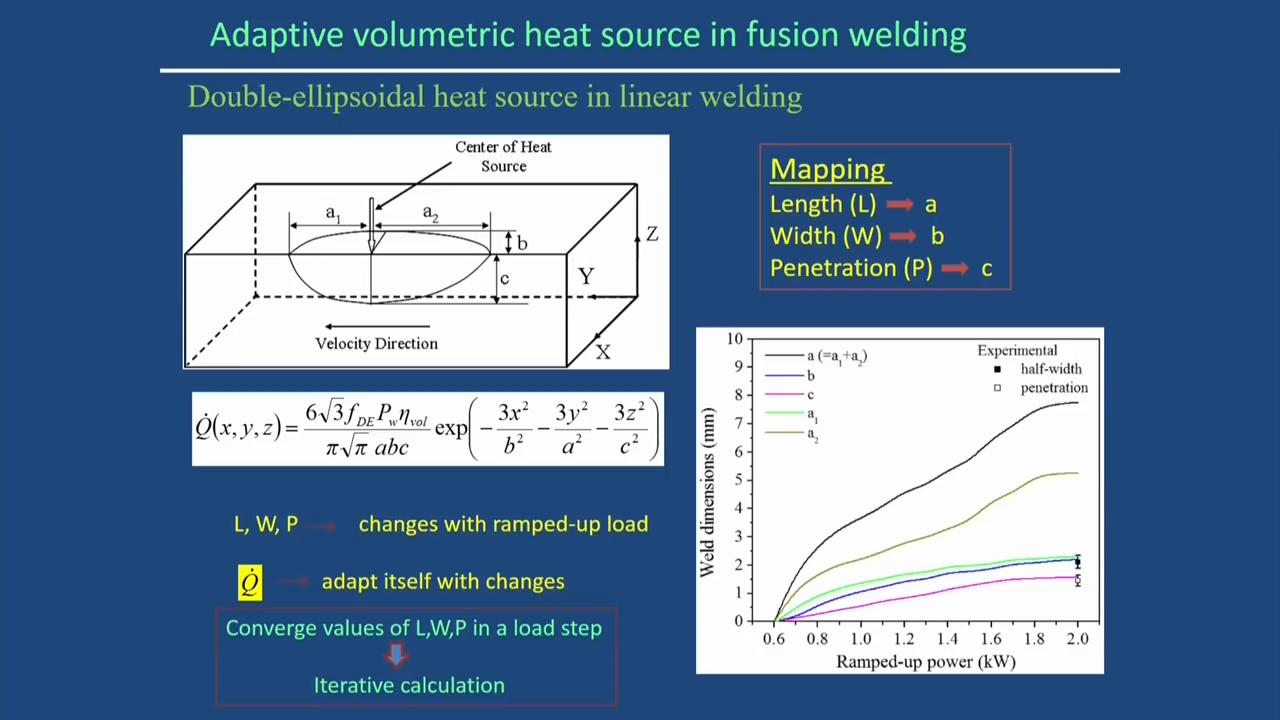 Adaptive volumetric heat source in fusion welding
Double-ellipsoidal heat source in linear welding
Center of Heat
Source
a₁
a₂
b
c
Z
Y
X
Velocity Direction
Q̇(x, y, z) = 6√3 f_DE P_w η_vol / π√π abc exp(− 3x²/b² − 3y²/a² − 3z²/c²)
L, W, P → changes with ramped-up load
Q̇ → adapt itself with changes
Converge values of L,W,P in a load step
Iterative calculation
Mapping
Length (L) → a
Width (W) → b
Penetration (P) → c
10
9
8
7
6
5
4
3
2
1
0
Weld dimensions (mm)
a (=a₁+a₂)
b
c
a₁
a₂
Experimental
half-width
penetration
0.6 0.8 1.0 1.2 1.4 1.6 1.8 2.0
Ramped-up power (kW)